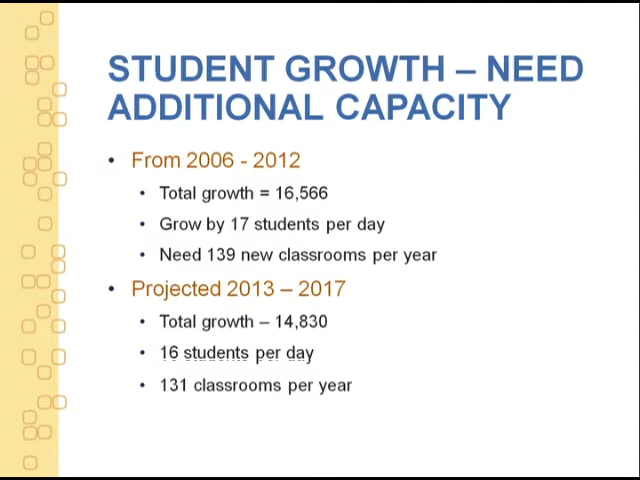 STUDENT GROWTH – NEED
ADDITIONAL CAPACITY
• From 2006 - 2012
• Total growth = 16,566
• Grow by 17 students per day
• Need 139 new classrooms per year
• Projected 2013 – 2017
• Total growth – 14,830
• 16 students per day
• 131 classrooms per year